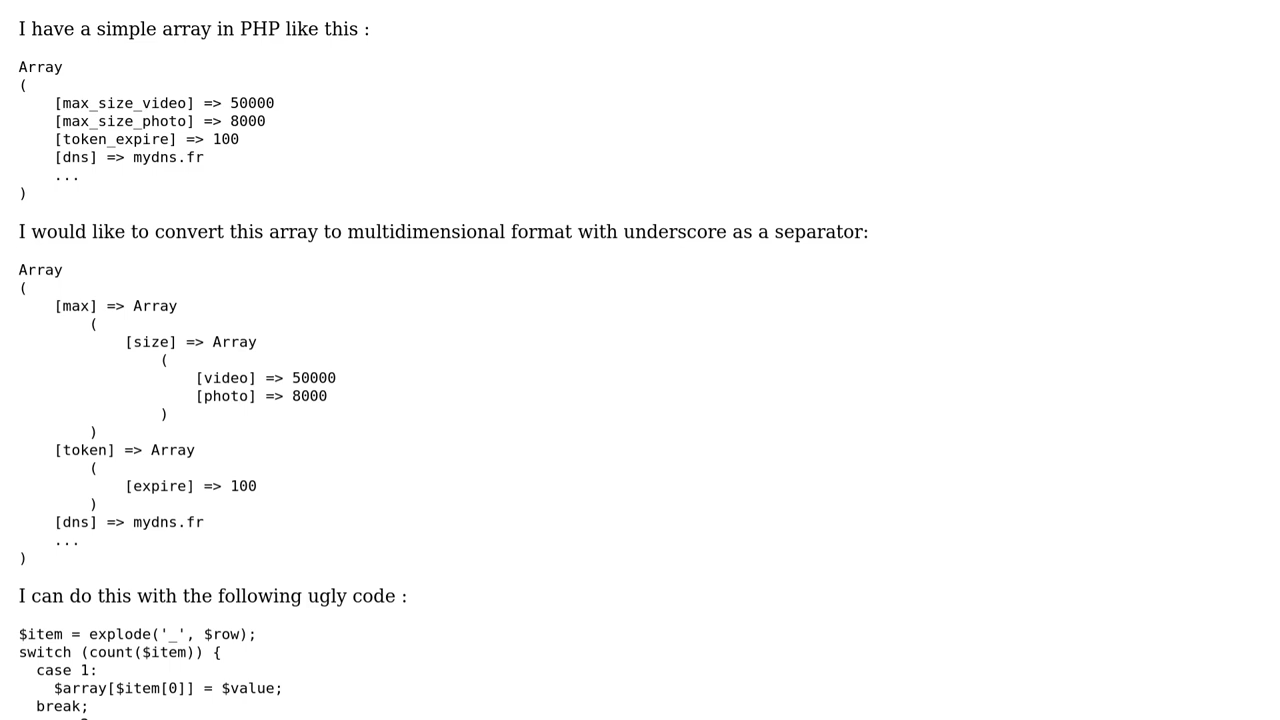 I have a simple array in PHP like this :
Array
(
    [max_size_video] => 50000
    [max_size_photo] => 8000
    [token_expire] => 100
    [dns] => mydns.fr
    ...
)
I would like to convert this array to multidimensional format with underscore as a separator:
Array
(
    [max] => Array
        (
            [size] => Array
                (
                    [video] => 50000
                    [photo] => 8000
                )
        )
    [token] => Array
        (
            [expire] => 100
        )
    [dns] => mydns.fr
    ...
)
I can do this with the following ugly code :
$item = explode('_', $row);
switch (count($item)) {
  case 1:
    $array[$item[0]] = $value;
  break;